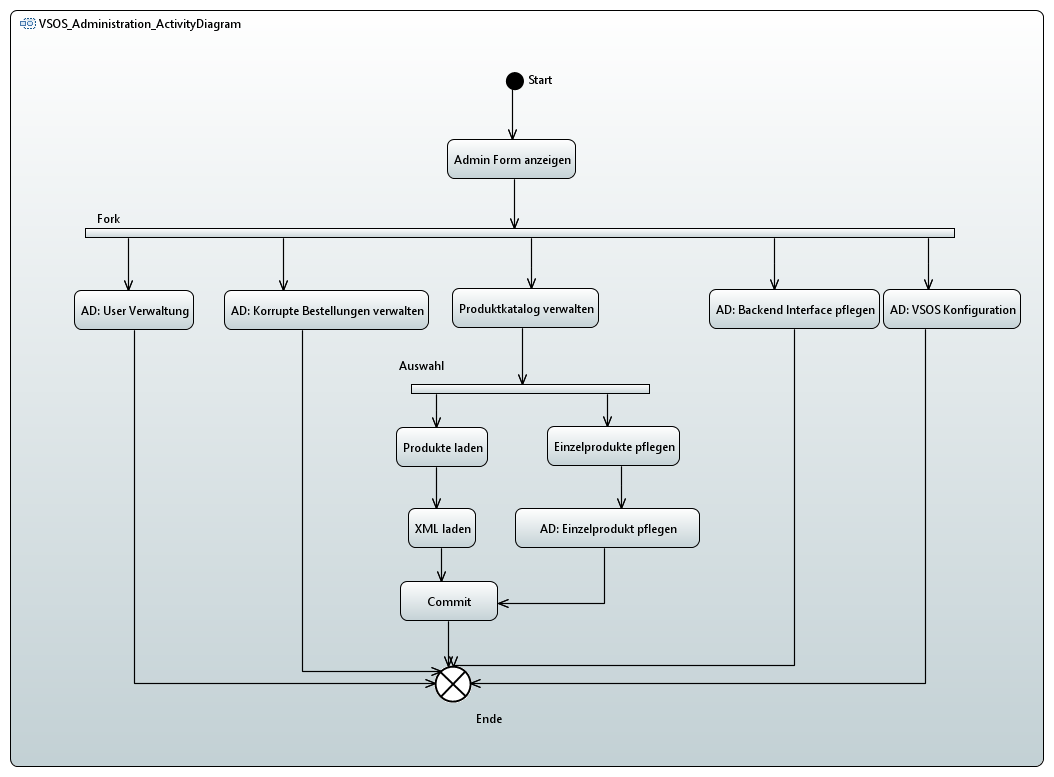 VSOS_Administration_ActivityDiagram
Start
Admin Form anzeigen
Fork
AD: User Verwaltung
AD: Korrupte Bestellungen verwalten
Produktkatalog verwalten
AD: Backend Interface pflegen
AD: VSOS Konfiguration
Auswahl
Produkte laden
Einzelprodukte pflegen
XML laden
AD: Einzelprodukt pflegen
Commit
Ende